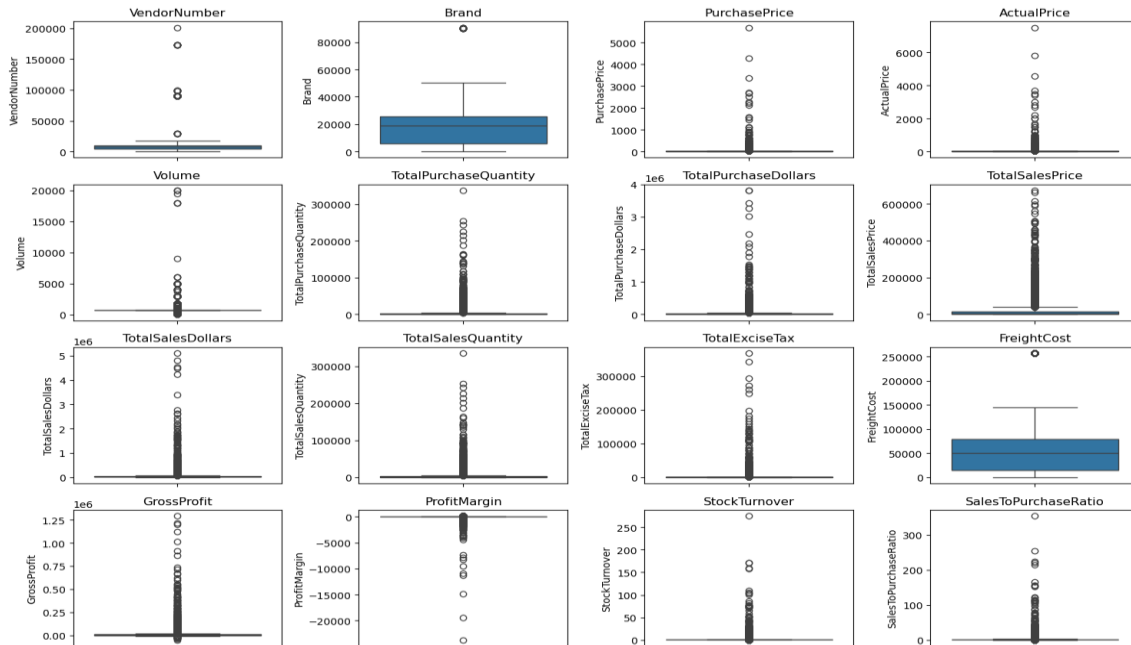 VendorNumber
VendorNumber
200000
150000
100000
50000
0
Brand
Brand
80000
60000
40000
20000
0
PurchasePrice
PurchasePrice
5000
4000
3000
2000
1000
0
ActualPrice
ActualPrice
6000
4000
2000
0
Volume
Volume
20000
15000
10000
5000
0
TotalPurchaseQuantity
TotalPurchaseQuantity
300000
200000
100000
0
TotalPurchaseDollars
1e6
TotalPurchaseDollars
4
3
2
1
0
TotalSalesPrice
TotalSalesPrice
600000
400000
200000
0
TotalSalesDollars
1e6
TotalSalesDollars
5
4
3
2
1
0
TotalSalesQuantity
TotalSalesQuantity
300000
200000
100000
0
TotalExciseTax
TotalExciseTax
300000
200000
100000
0
FreightCost
FreightCost
250000
200000
150000
100000
50000
0
GrossProfit
1e6
GrossProfit
1.25
1.00
0.75
0.50
0.25
0.00
ProfitMargin
ProfitMargin
0
−5000
−10000
−15000
−20000
StockTurnover
StockTurnover
250
200
150
100
50
0
SalesToPurchaseRatio
SalesToPurchaseRatio
300
200
100
0